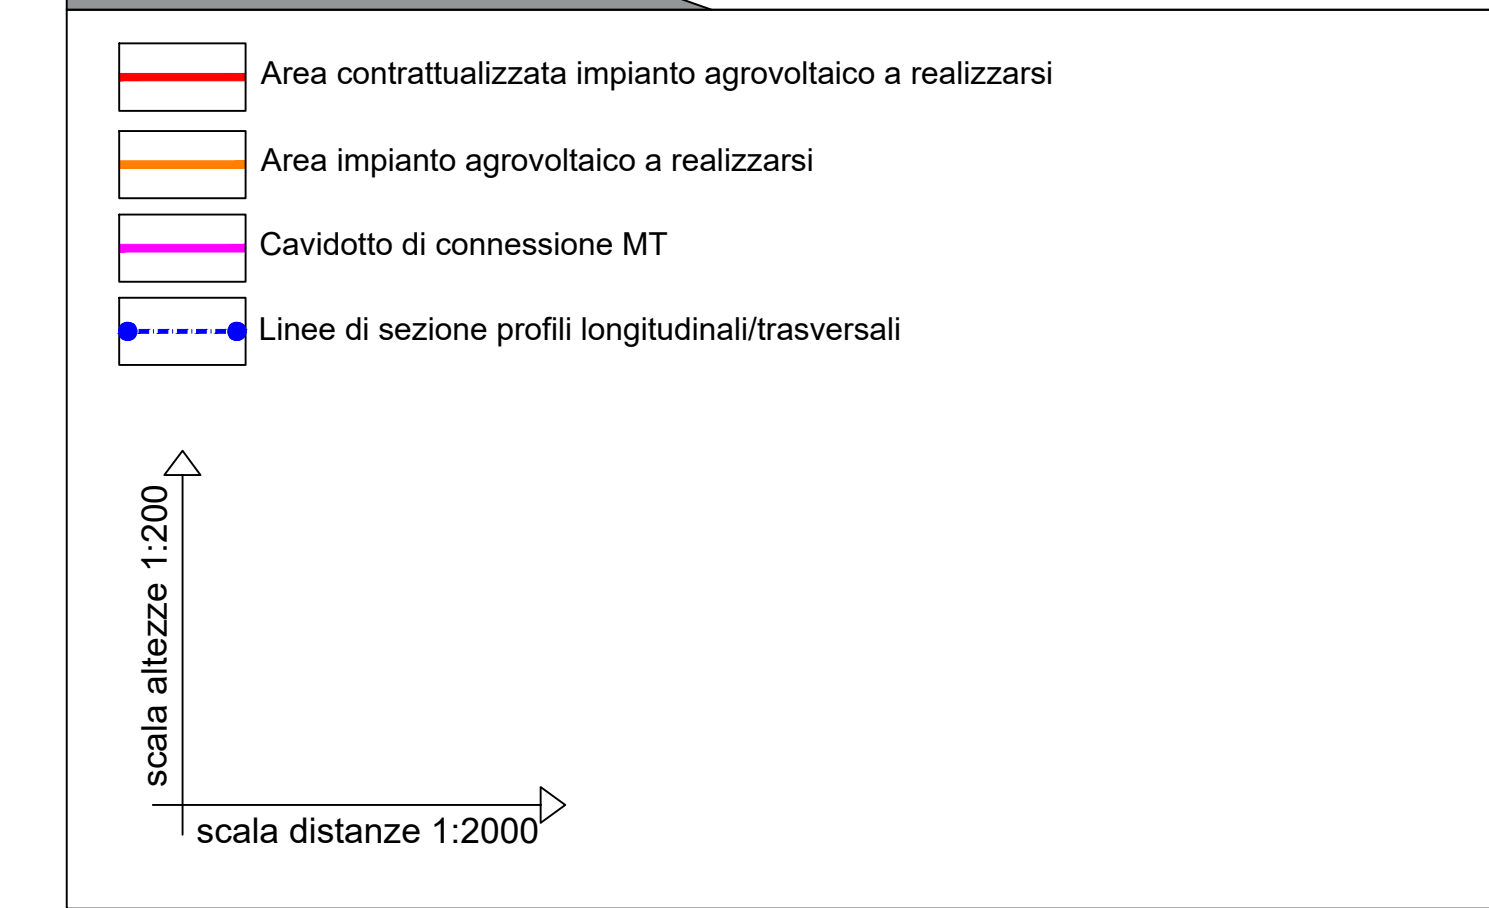 Area contrattualizzata impianto agrovoltaico a realizzarsi
Area impianto agrovoltaico a realizzarsi
Cavidotto di connessione MT
Linee di sezione profili longitudinali/trasversali
scala altezze 1:200
scala distanze 1:2000